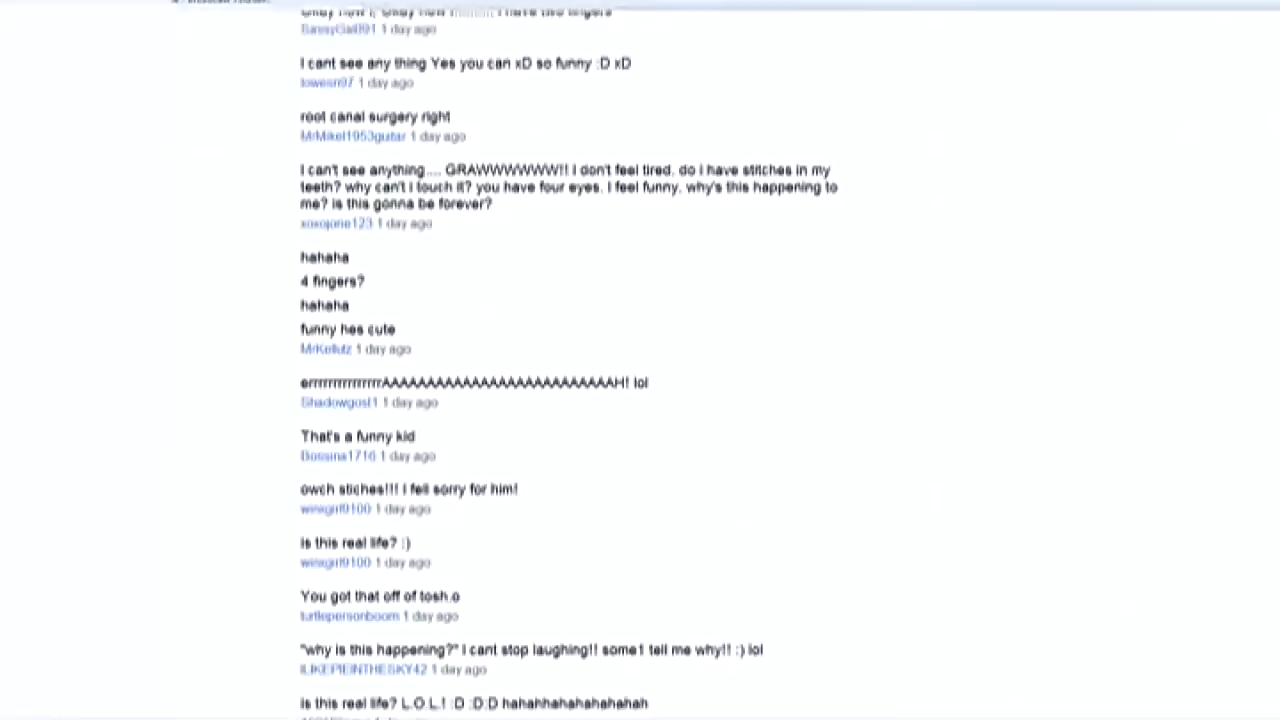 I cant see any thing Yes you can xD so funny :D xD
1 day ago
root canal surgery right
MrMikel1953guitar 1 day ago
I can't see anything.... GRAWWWWWW!! I don't feel tired, do i have stitches in my
teeth? why can't i touch it? you have four eyes. I feel funny, why's this happening to
me? is this gonna be forever?
1 day ago
hahaha
4 fingers?
hahaha
funny hes cute
1 day ago
lol
Shadowgost1 1 day ago
That's a funny kid
1 day ago
owch stiches!!! I fell sorry for him!
1 day ago
is this real life? :)
1 day ago
You got that off of tosh.o
turtlepersonboom 1 day ago
"why is this happening?" I cant stop laughing!! some1 tell me why!! :) lol
ILIKEPIEINTHESKY42 1 day ago
is this real life? L.O.L! :D :D:D hahahhahahahahahah